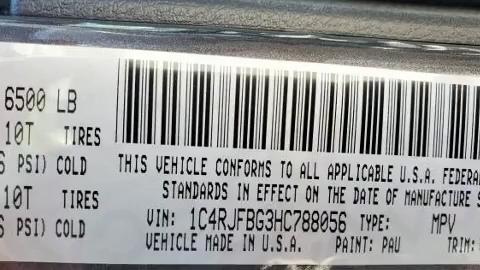 6500 LB
10T TIRES
PSI) COLD
10T TIRES
PSI) COLD
THIS VEHICLE CONFORMS TO ALL APPLICABLE U.S.A. FEDERA
STANDARDS IN EFFECT ON THE DATE OF MANUFACTURE
VIN: 1C4RJFBG3HC788056 TYPE: MPV
VEHICLE MADE IN U.S.A. PAINT: PAU TRIM: